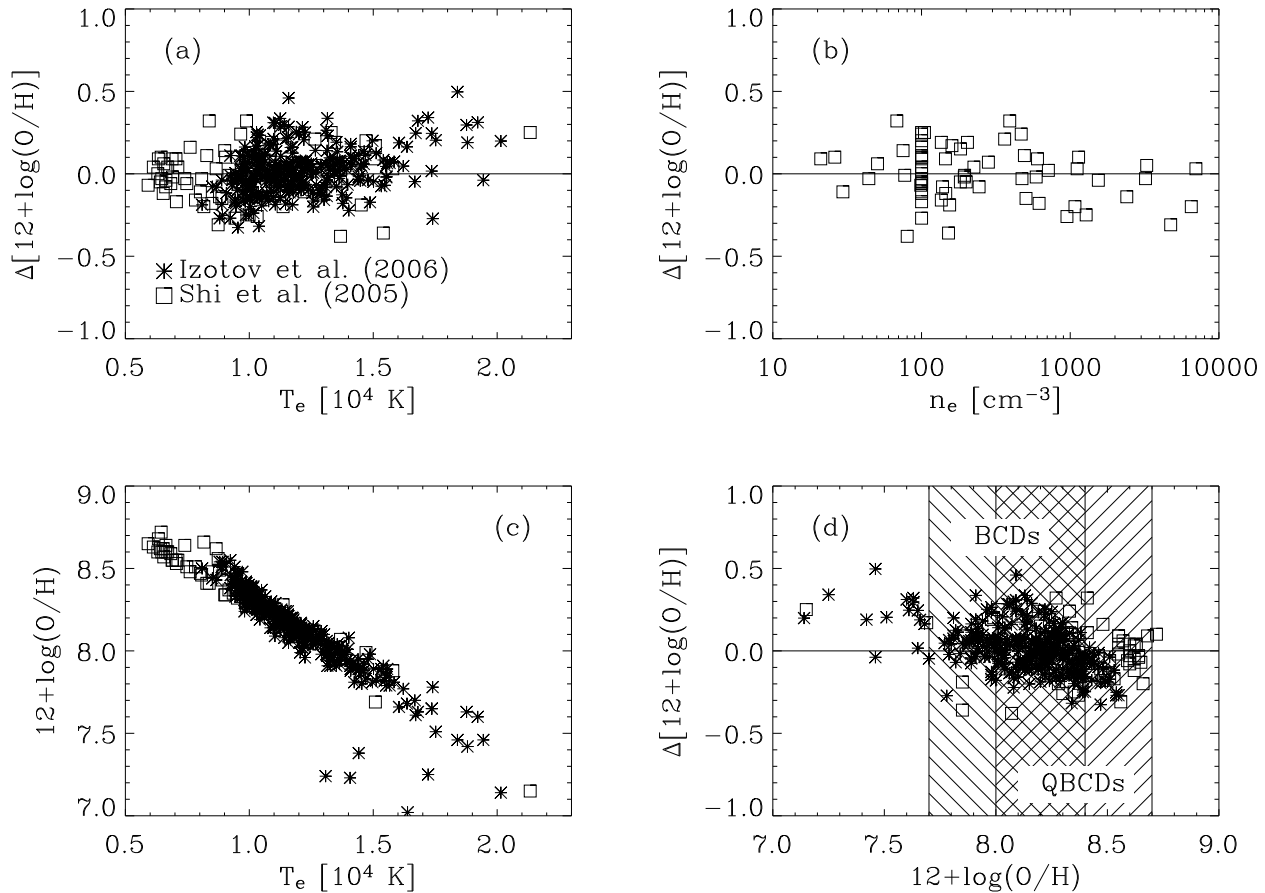 (a)
1.0
0.5
0.0
−0.5
−1.0
Δ[12+log(O/H)]
Izotov et al. (2006)
Shi et al. (2005)
0.5 1.0 1.5 2.0
Tₑ [10⁴ K]
(b)
1.0
0.5
0.0
−0.5
−1.0
Δ[12+log(O/H)]
10 100 1000 10000
nₑ [cm⁻³]
(c)
9.0
8.5
8.0
7.5
7.0
12+log(O/H)
0.5 1.0 1.5 2.0
Tₑ [10⁴ K]
(d)
BCDs
QBCDs
1.0
0.5
0.0
−0.5
−1.0
Δ[12+log(O/H)]
7.0 7.5 8.0 8.5 9.0
12+log(O/H)